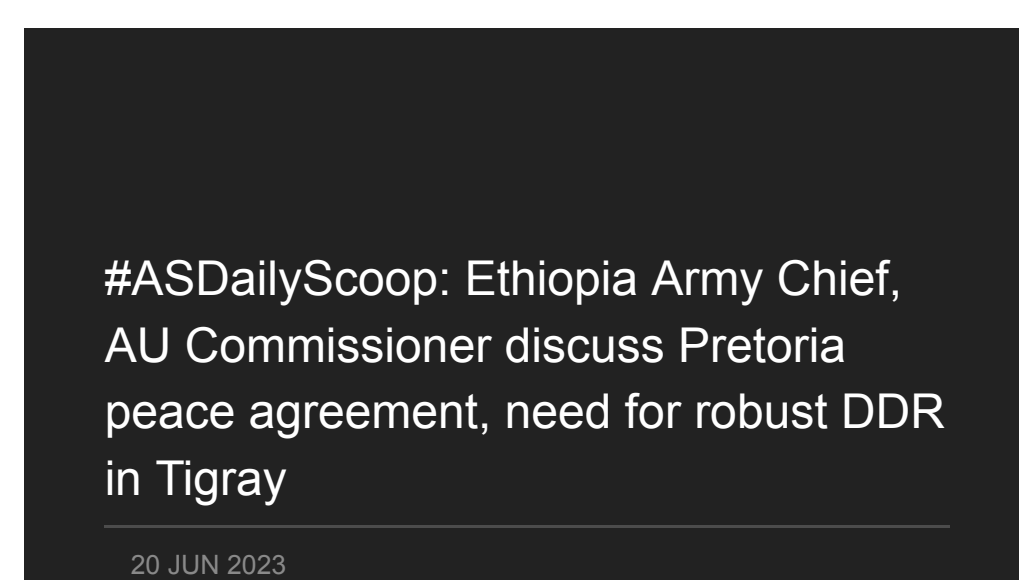 #ASDailyScoop: Ethiopia Army Chief,
AU Commissioner discuss Pretoria
peace agreement, need for robust DDR
in Tigray
20 JUN 2023